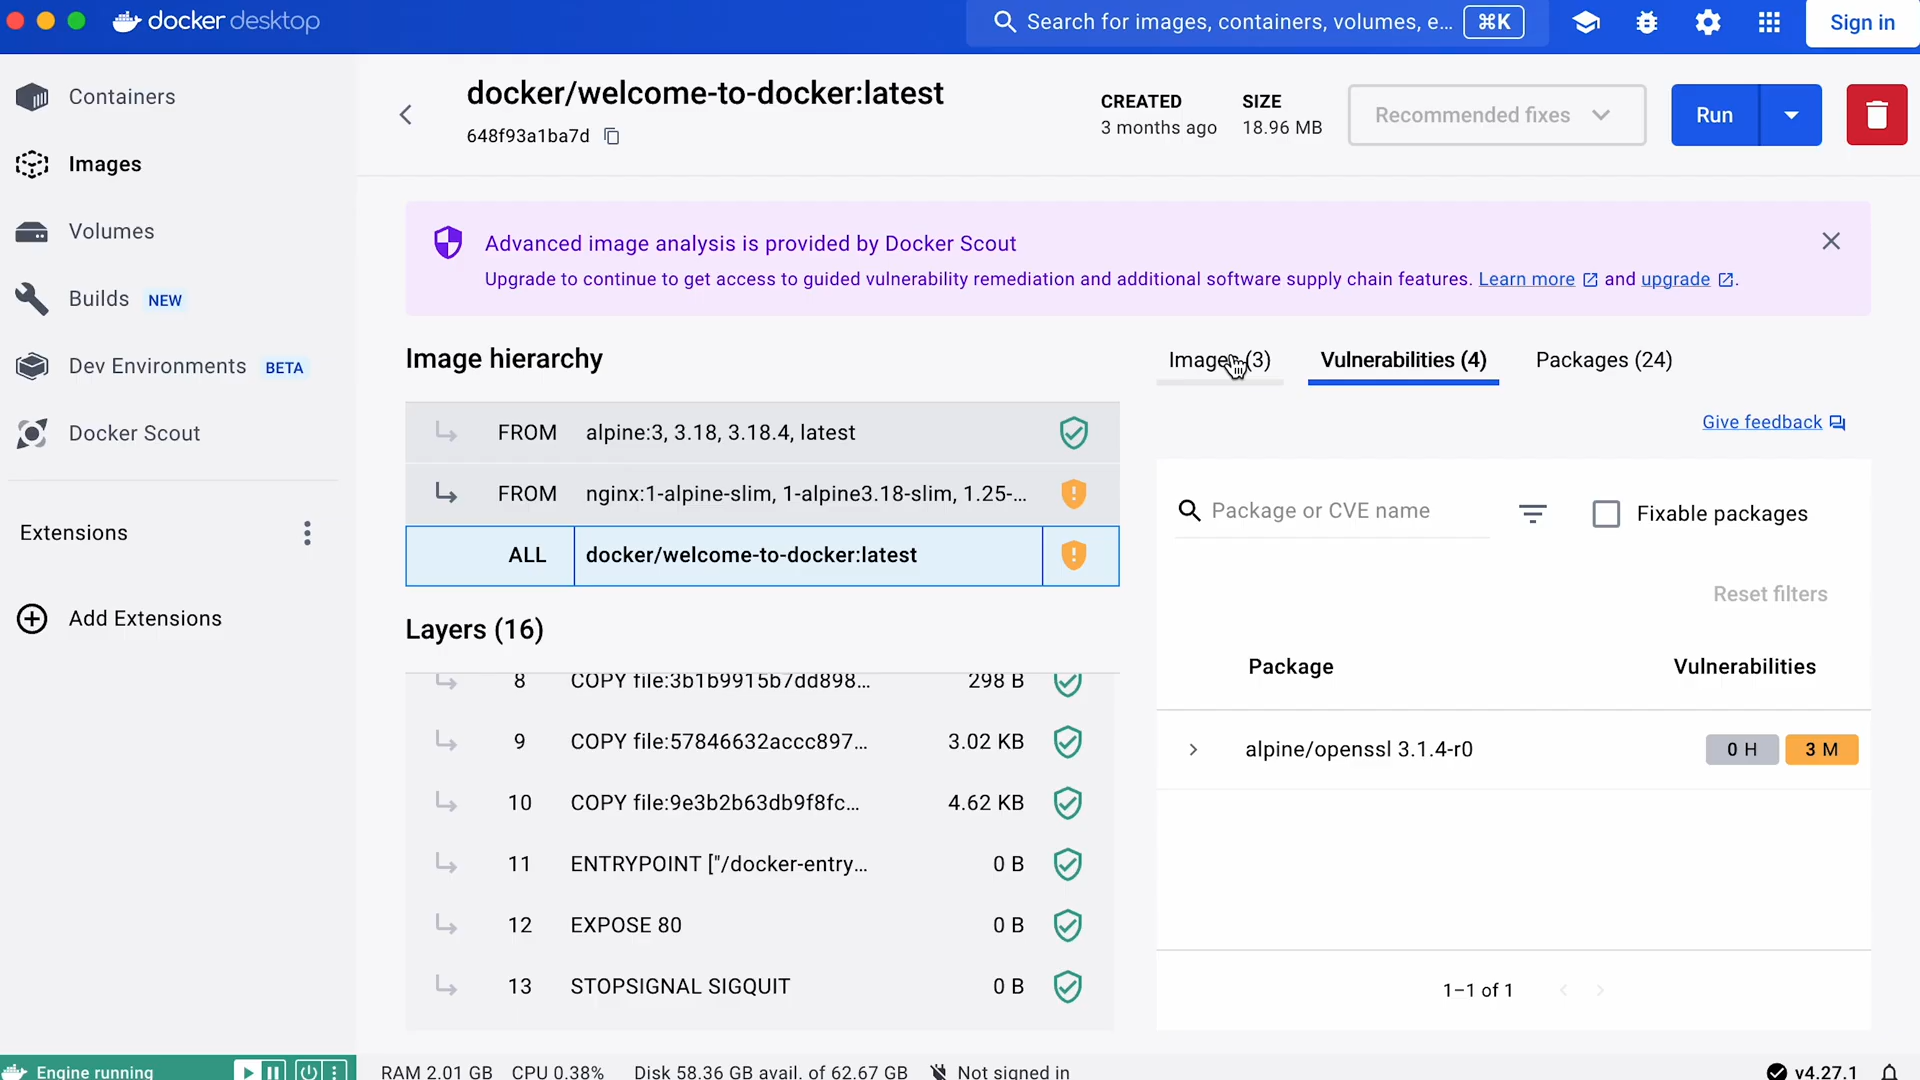 docker desktop
Search for images, containers, volumes, e... ⌘K
Sign in
Containers
Images
Volumes
Builds NEW
Dev Environments BETA
Docker Scout
Extensions
Add Extensions
docker/welcome-to-docker:latest
648f93a1ba7d
CREATED
3 months ago
SIZE
18.96 MB
Recommended fixes
Run
Advanced image analysis is provided by Docker Scout
Upgrade to continue to get access to guided vulnerability remediation and additional software supply chain features. Learn more and upgrade .
Image hierarchy
FROM alpine:3, 3.18, 3.18.4, latest
FROM nginx:1-alpine-slim, 1-alpine3.18-slim, 1.25-...
ALL docker/welcome-to-docker:latest
Layers (16)
8 COPY file:3b1b9915b7dd898... 298 B
9 COPY file:57846632accc897... 3.02 KB
10 COPY file:9e3b2b63db9f8fc... 4.62 KB
11 ENTRYPOINT ["/docker-entry... 0 B
12 EXPOSE 80 0 B
13 STOPSIGNAL SIGQUIT 0 B
Images (3) Vulnerabilities (4) Packages (24)
Give feedback
Package or CVE name
Fixable packages
Reset filters
Package Vulnerabilities
alpine/openssl 3.1.4-r0 0 H 3 M
1–1 of 1
Engine running
RAM 2.01 GB CPU 0.38% Disk 58.36 GB avail. of 62.67 GB Not signed in
v4.27.1